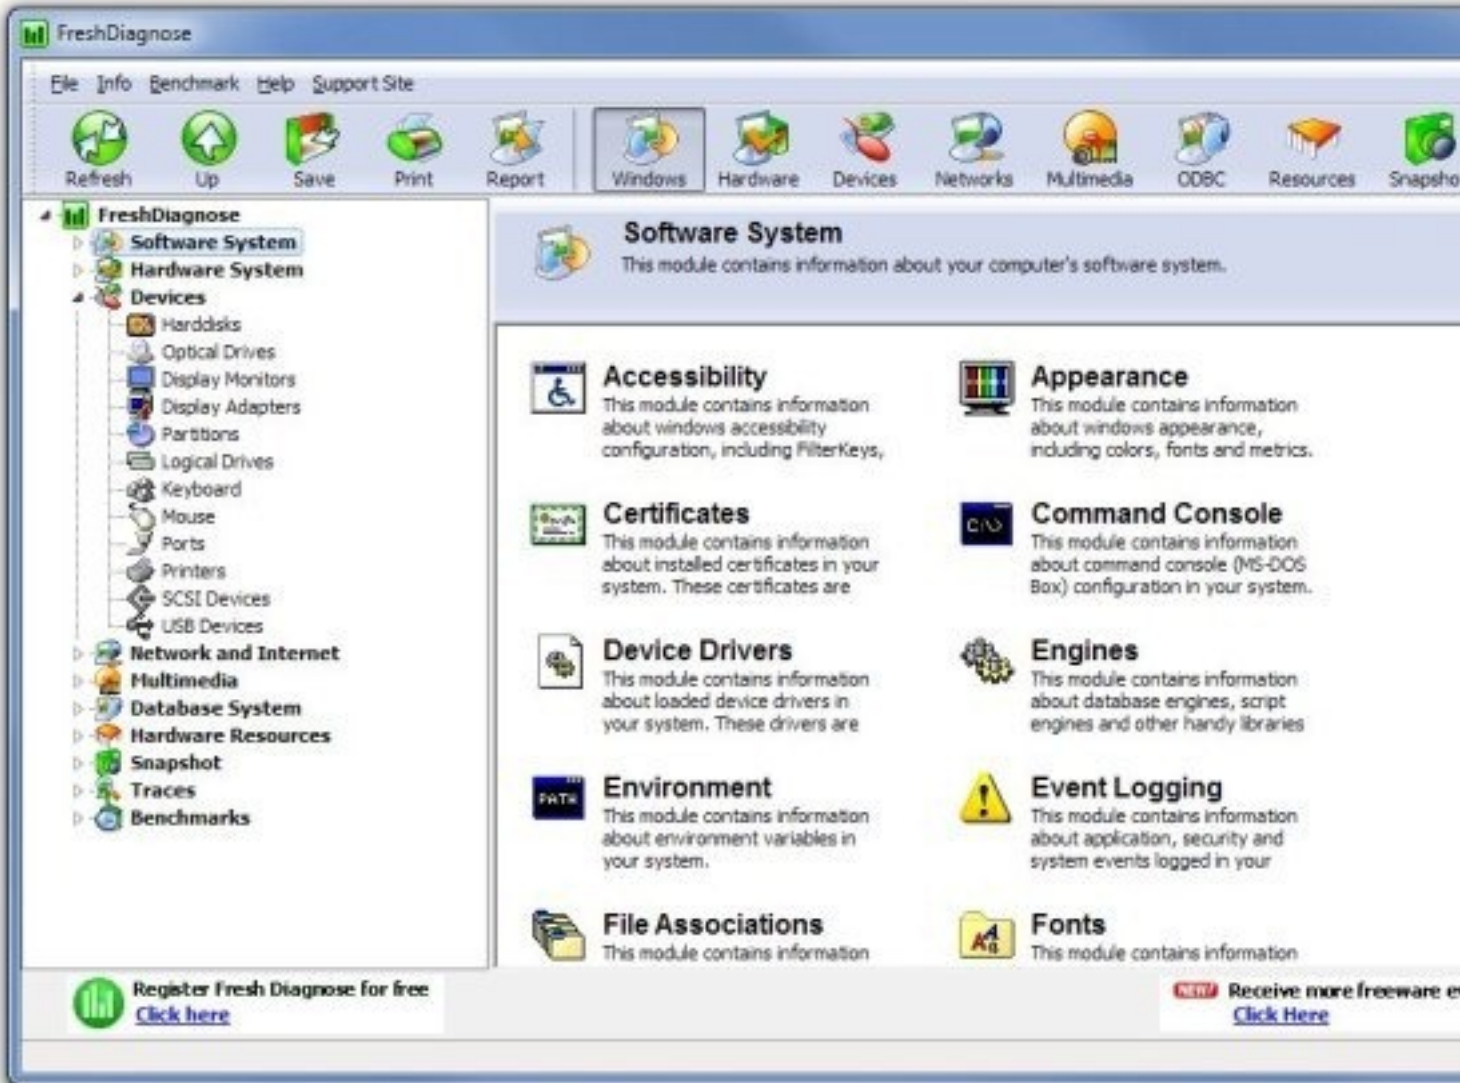 FreshDiagnose
File Info Benchmark Help Support Site
Refresh Up Save Print Report Windows Hardware Devices Networks Multimedia ODBC Resources Snapsho
FreshDiagnose
Software System
Hardware System
Devices
Harddisks
Optical Drives
Display Monitors
Display Adapters
Partitions
Logical Drives
Keyboard
Mouse
Ports
Printers
SCSI Devices
USB Devices
Network and Internet
Multimedia
Database System
Hardware Resources
Snapshot
Traces
Benchmarks
Software System
This module contains information about your computer's software system.
Accessibility
This module contains information
about windows accessibility
configuration, including FilterKeys,
Appearance
This module contains information
about windows appearance,
including colors, fonts and metrics.
Certificates
This module contains information
about installed certificates in your
system. These certificates are
C:\>
Command Console
This module contains information
about command console (MS-DOS
Box) configuration in your system.
Device Drivers
This module contains information
about loaded device drivers in
your system. These drivers are
Engines
This module contains information
about database engines, script
engines and other handy libraries
PATH
Environment
This module contains information
about environment variables in
your system.
Event Logging
This module contains information
about application, security and
system events logged in your
File Associations
This module contains information
Fonts
This module contains information
Register Fresh Diagnose for free
Click here
NEW! Receive more freeware ev
Click Here